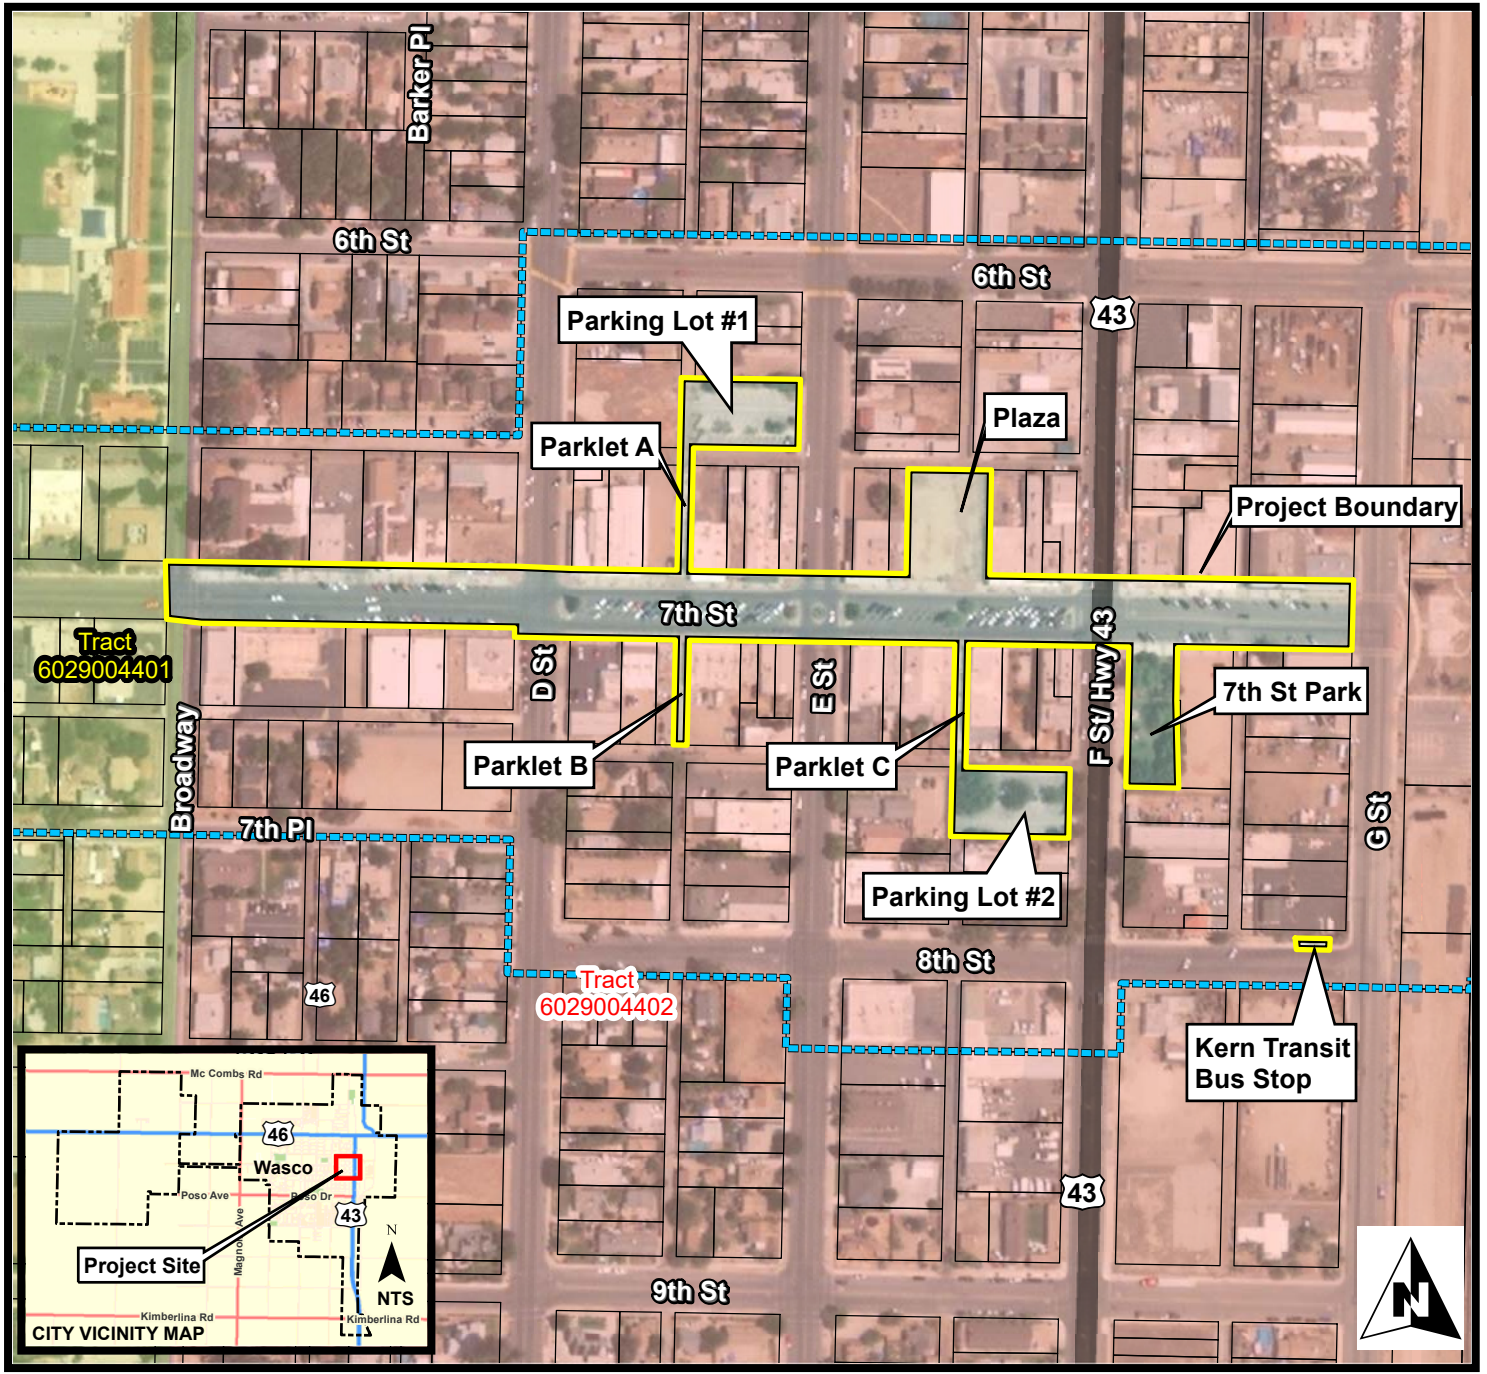 Barker Pl
6th St
6th St
43
Parking Lot #1
Plaza
Parklet A
Project Boundary
7th St
Tract
6029004401
D St
E St
F St/ Hwy 43
7th St Park
Broadway
Parklet B
Parklet C
G St
7th Pl
Parking Lot #2
8th St
46
Tract
6029004402
Kern Transit
Bus Stop
43
9th St
N
Mc Combs Rd
46
Wasco
Poso Ave
Poso Dr
43
Magnolia Ave
N
NTS
Project Site
Kimberlina Rd
Kimberlina Rd
CITY VICINITY MAP